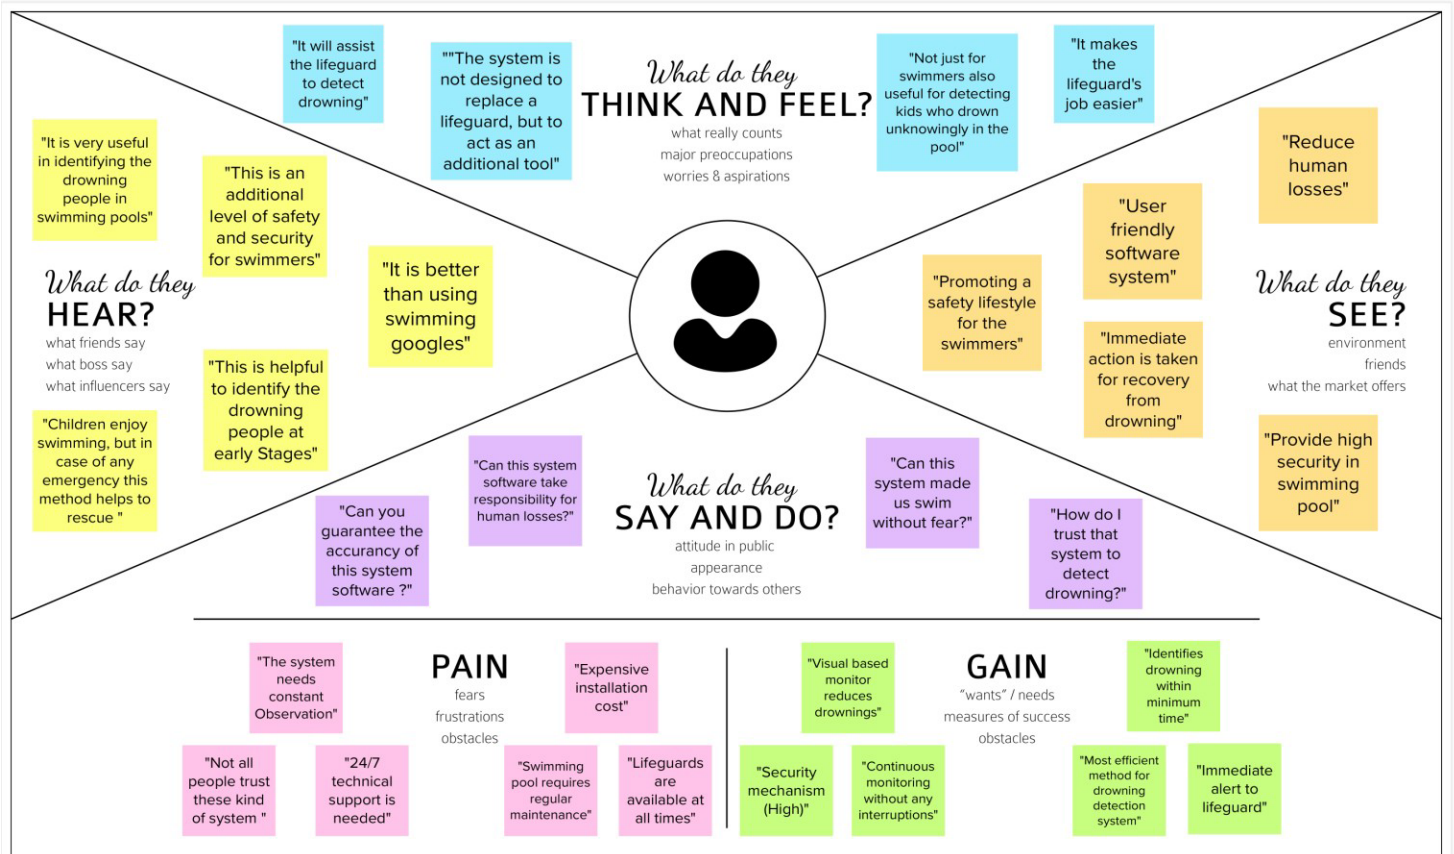 "It will assist
the lifeguard
to detect
drowning"
""The system is
not designed to
replace a
lifeguard, but to
act as an
additional tool"
What do they
THINK AND FEEL?
what really counts
major preoccupations
worries & aspirations
"Not just for
swimmers also
useful for detecting
kids who drown
unknowingly in the
pool"
"It makes
the
lifeguard's
job easier"
"It is very useful
in identifying the
drowning
people in
swimming pools"
"This is an
additional
level of safety
and security
for swimmers"
"It is better
than using
swimming
googles"
What do they
HEAR?
what friends say
what boss say
what influencers say
"This is helpful
to identify the
drowning
people at
early Stages"
"Children enjoy
swimming, but in
case of any
emergency this
method helps to
rescue "
"Reduce
human
losses"
"User
friendly
software
system"
"Promoting a
safety lifestyle
for the
swimmers"
What do they
SEE?
environment
friends
what the market offers
"Immediate
action is taken
for recovery
from
drowning"
"Provide high
security in
swimming
pool"
"Can you
guarantee the
accurancy of
this system
software ?"
"Can this system
software take
responsibility for
human losses?"
What do they
SAY AND DO?
attitude in public
appearance
behavior towards others
"Can this
system made
us swim
without fear?"
"How do I
trust that
system to
detect
drowning?"
"The system
needs
constant
Observation"
PAIN
fears
frustrations
obstacles
"Expensive
installation
cost"
"Not all
people trust
these kind
of system "
"24/7
technical
support is
needed"
"Swimming
pool requires
regular
maintenance"
"Lifeguards
are
available at
all times"
"Visual based
monitor
reduces
drownings"
GAIN
"wants" / needs
measures of success
obstacles
"Identifies
drowning
within
minimum
time"
"Security
mechanism
(High)"
"Continuous
monitoring
without any
interruptions"
"Most efficient
method for
drowning
detection
system"
"Immediate
alert to
lifeguard"